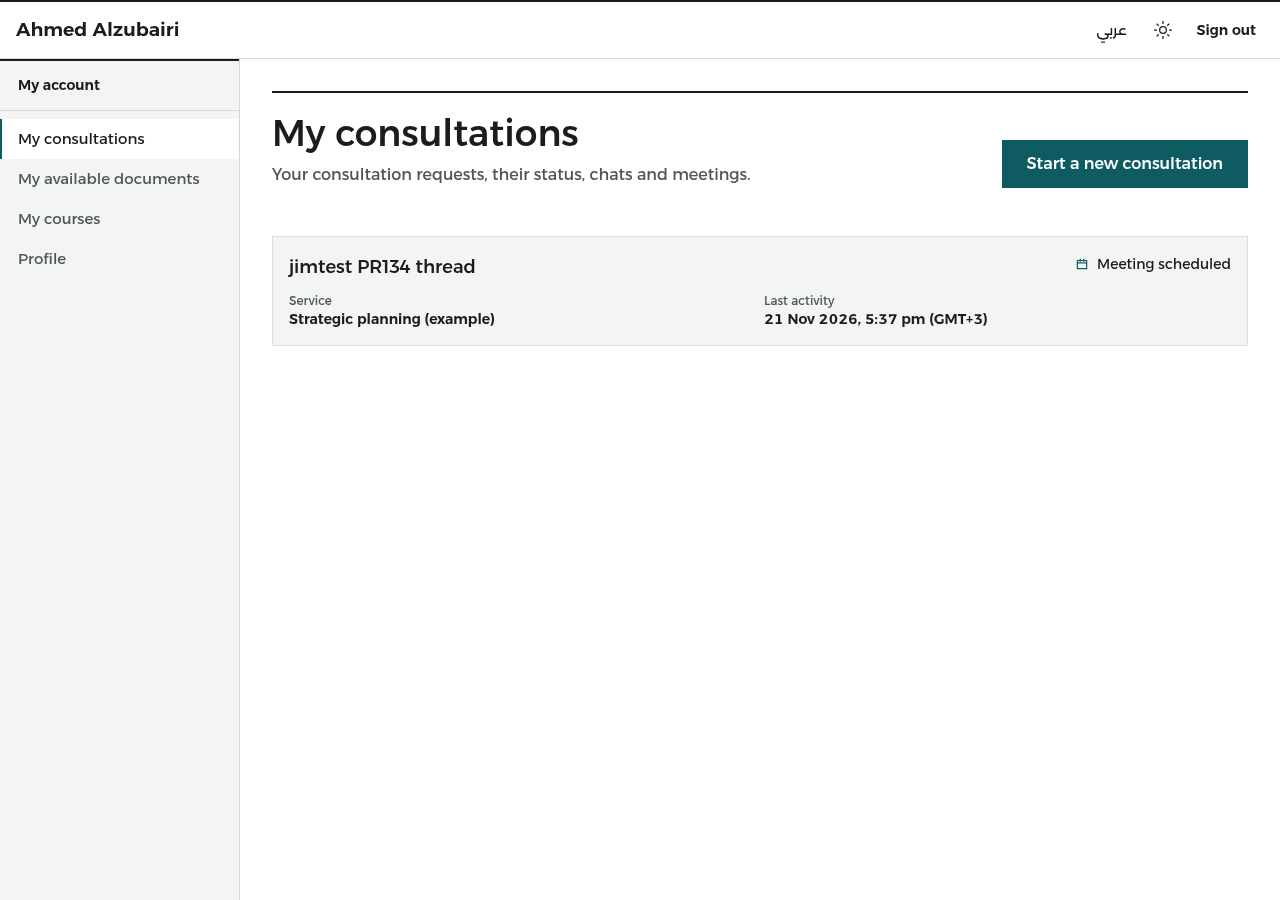 Ahmed Alzubairi
عربي
Sign out
My account
My consultations
My available documents
My courses
Profile
My consultations
Your consultation requests, their status, chats and meetings.
Start a new consultation
jimtest PR134 thread
Meeting scheduled
Service
Strategic planning (example)
Last activity
21 Nov 2026, 5:37 pm (GMT+3)